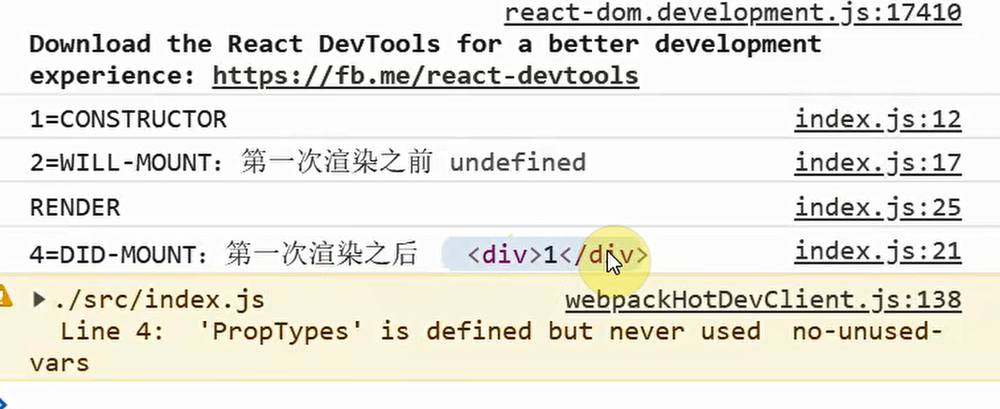 react-dom.development.js:17410
Download the React DevTools for a better development
experience: https://fb.me/react-devtools
1=CONSTRUCTOR index.js:12
2=WILL-MOUNT: 第一次渲染之前 undefined index.js:17
RENDER index.js:25
4=DID-MOUNT: 第一次渲染之后 <div>1</div> index.js:21
./src/index.js webpackHotDevClient.js:138
Line 4: 'PropTypes' is defined but never used no-unused-
vars